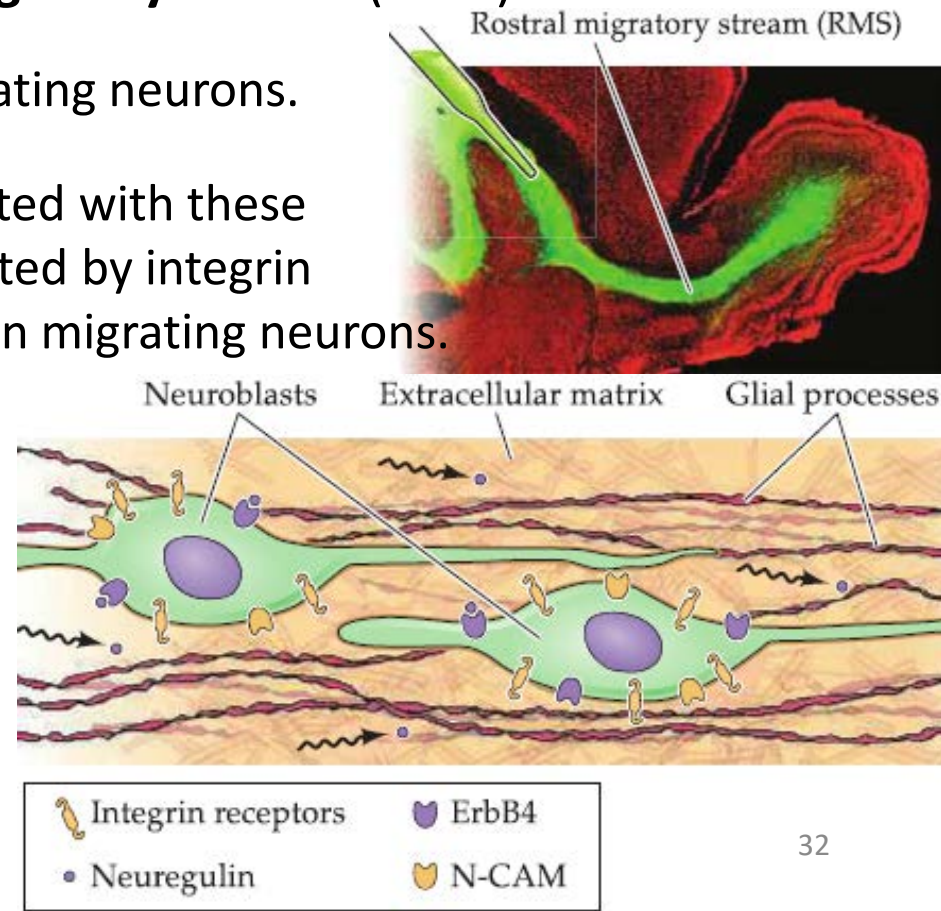 Rostral migratory stream (RMS)
ating neurons.
ted with these
ted by integrin
n migrating neurons.
Neuroblasts
Extracellular matrix
Glial processes
Integrin receptors
ErbB4
Neuregulin
N-CAM
32